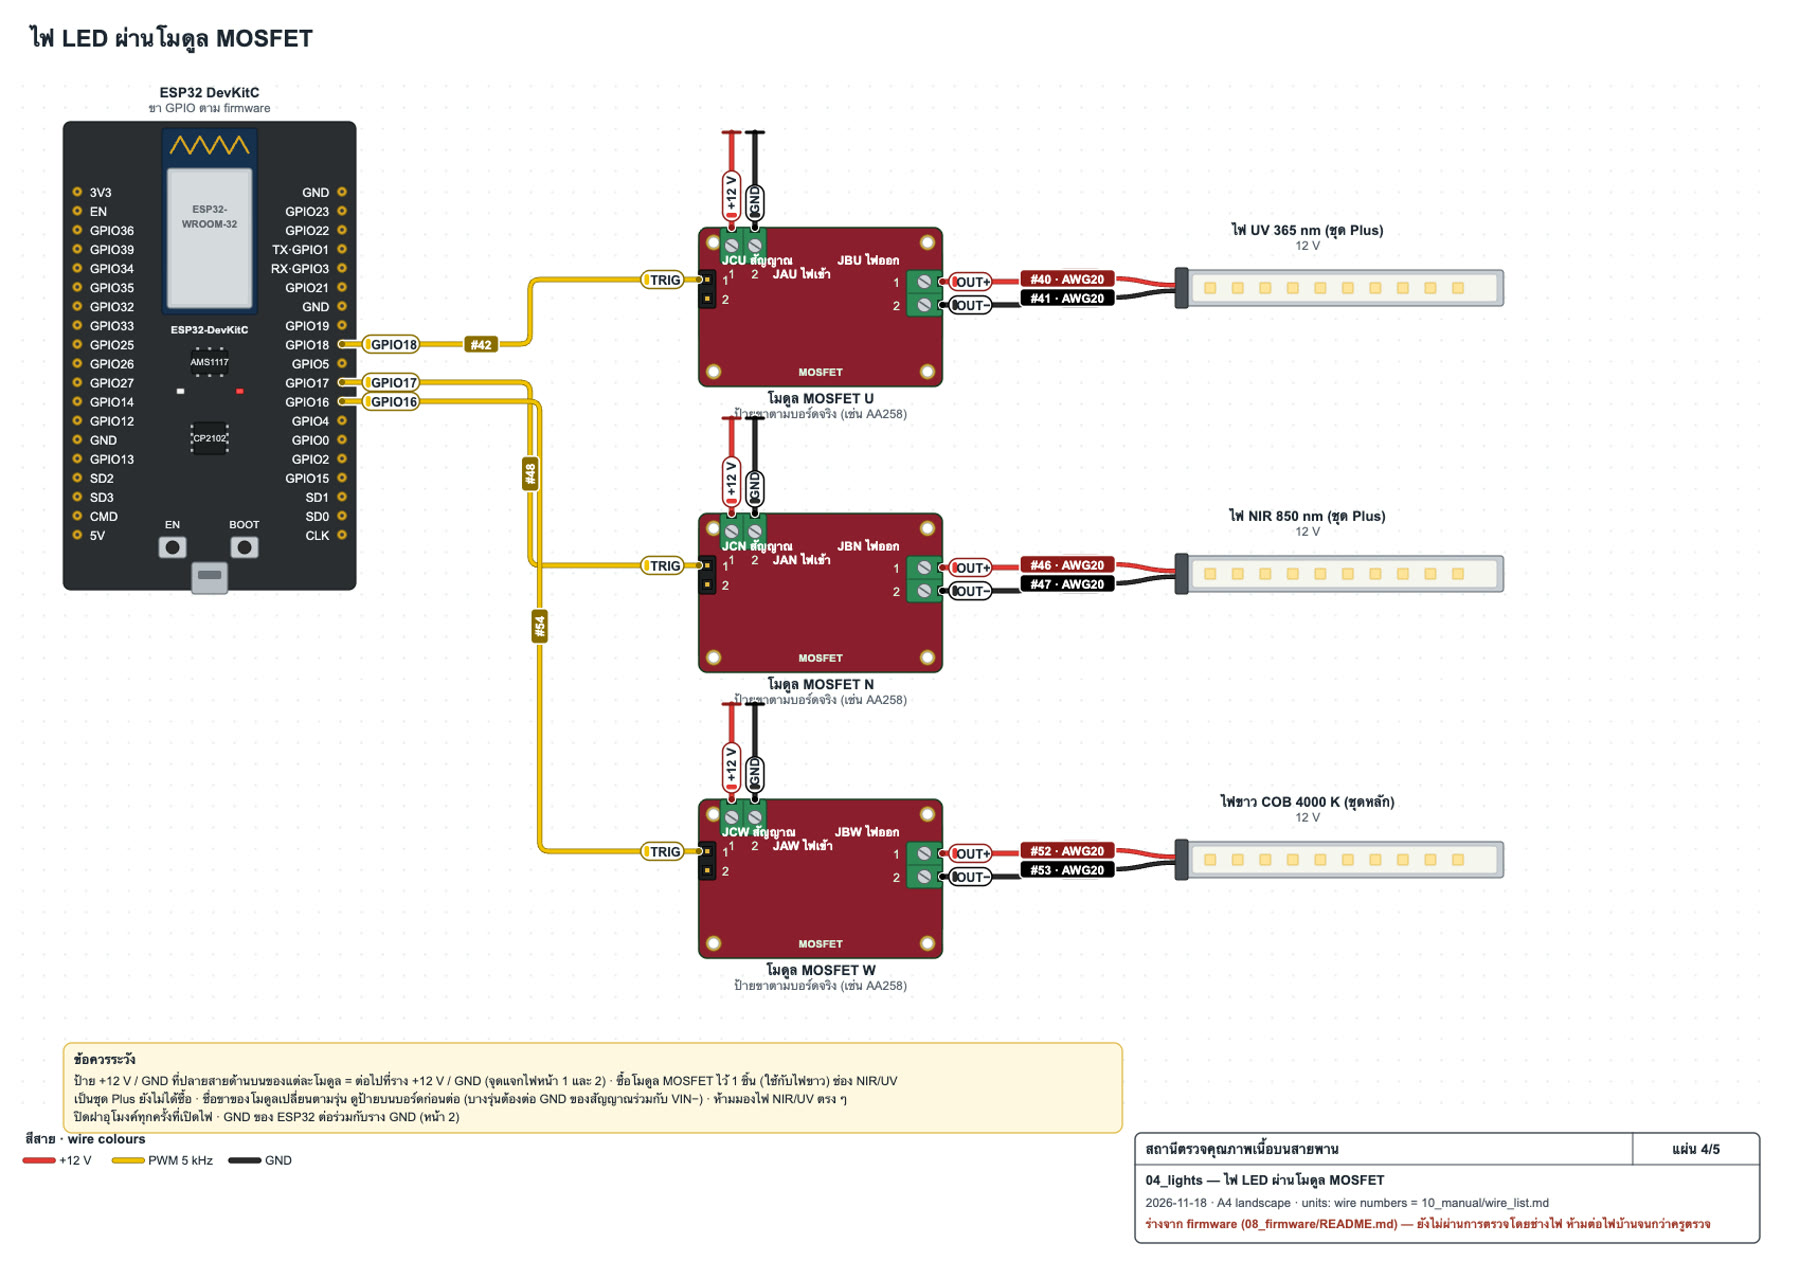 ไฟ LED ผ่านโมดูล MOSFET
ESP32 DevKitC
ขา GPIO ตาม firmware
ESP32-
WROOM-32
3V3
EN
GPIO36
GPIO39
GPIO34
GPIO35
GPIO32
GPIO33
GPIO25
GPIO26
GPIO27
GPIO14
GPIO12
GND
GPIO13
SD2
SD3
CMD
5V
GND
GPIO23
GPIO22
TX·GPIO1
RX·GPIO3
GPIO21
GND
GPIO19
GPIO18
GPIO5
GPIO17
GPIO16
GPIO4
GPIO0
GPIO2
GPIO15
SD1
SD0
CLK
ESP32-DevKitC
AMS1117
CP2102
EN
BOOT
GPIO18
GPIO17
GPIO16
#42
#48
#54
+12 V
GND
TRIG
JCU สัญญาณ
JBU ไฟออก
1
1 2
JAU ไฟเข้า
2
1
2
MOSFET
OUT+
OUT−
#40 · AWG20
#41 · AWG20
ไฟ UV 365 nm (ชุด Plus)
12 V
โมดูล MOSFET U
ป้ายขาตามบอร์ดจริง (เช่น AA258)
+12 V
GND
TRIG
JCN สัญญาณ
JBN ไฟออก
1
1 2
JAN ไฟเข้า
2
1
2
MOSFET
OUT+
OUT−
#46 · AWG20
#47 · AWG20
ไฟ NIR 850 nm (ชุด Plus)
12 V
โมดูล MOSFET N
ป้ายขาตามบอร์ดจริง (เช่น AA258)
+12 V
GND
TRIG
JCW สัญญาณ
JBW ไฟออก
1
1 2
JAW ไฟเข้า
2
1
2
MOSFET
OUT+
OUT−
#52 · AWG20
#53 · AWG20
ไฟขาว COB 4000 K (ชุดหลัก)
12 V
โมดูล MOSFET W
ป้ายขาตามบอร์ดจริง (เช่น AA258)
ข้อควรระวัง
ป้าย +12 V / GND ที่ปลายสายด้านบนของแต่ละโมดูล = ต่อไปที่ราง +12 V / GND (จุดแจกไฟหน้า 1 และ 2) · ซื้อโมดูล MOSFET ไว้ 1 ชิ้น (ใช้กับไฟขาว) ช่อง NIR/UV
เป็นชุด Plus ยังไม่ได้ซื้อ · ชื่อขาของโมดูลเปลี่ยนตามรุ่น ดูป้ายบนบอร์ดก่อนต่อ (บางรุ่นต้องต่อ GND ของสัญญาณร่วมกับ VIN−) · ห้ามมองไฟ NIR/UV ตรง ๆ
ปิดฝาอุโมงค์ทุกครั้งที่เปิดไฟ · GND ของ ESP32 ต่อร่วมกับราง GND (หน้า 2)
สีสาย · wire colours
+12 V
PWM 5 kHz
GND
สถานีตรวจคุณภาพเนื้อบนสายพาน
แผ่น 4/5
04_lights — ไฟ LED ผ่านโมดูล MOSFET
2026-11-18 · A4 landscape · units: wire numbers = 10_manual/wire_list.md
ร่างจาก firmware (08_firmware/README.md) — ยังไม่ผ่านการตรวจโดยช่างไฟ ห้ามต่อไฟบ้านจนกว่าครูตรวจ